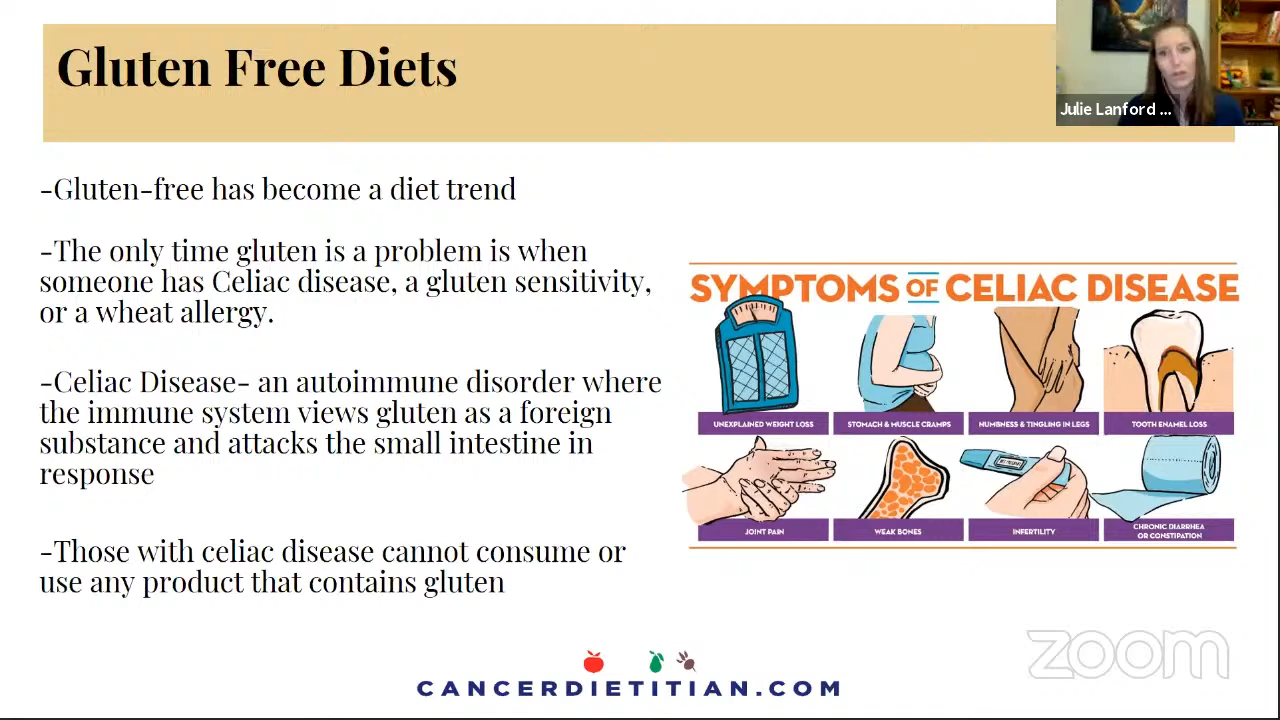 Gluten Free Diets
Julie Lanford ...
-Gluten-free has become a diet trend
-The only time gluten is a problem is when
someone has Celiac disease, a gluten sensitivity,
or a wheat allergy.
-Celiac Disease- an autoimmune disorder where
the immune system views gluten as a foreign
substance and attacks the small intestine in
response
-Those with celiac disease cannot consume or
use any product that contains gluten
SYMPTOMS OF CELIAC DISEASE
UNEXPLAINED WEIGHT LOSS
STOMACH & MUSCLE CRAMPS
NUMBNESS & TINGLING IN LEGS
TOOTH ENAMEL LOSS
JOINT PAIN
WEAK BONES
INFERTILITY
CHRONIC DIARRHEA
OR CONSTIPATION
CANCERDIETITIAN.COM
zoom